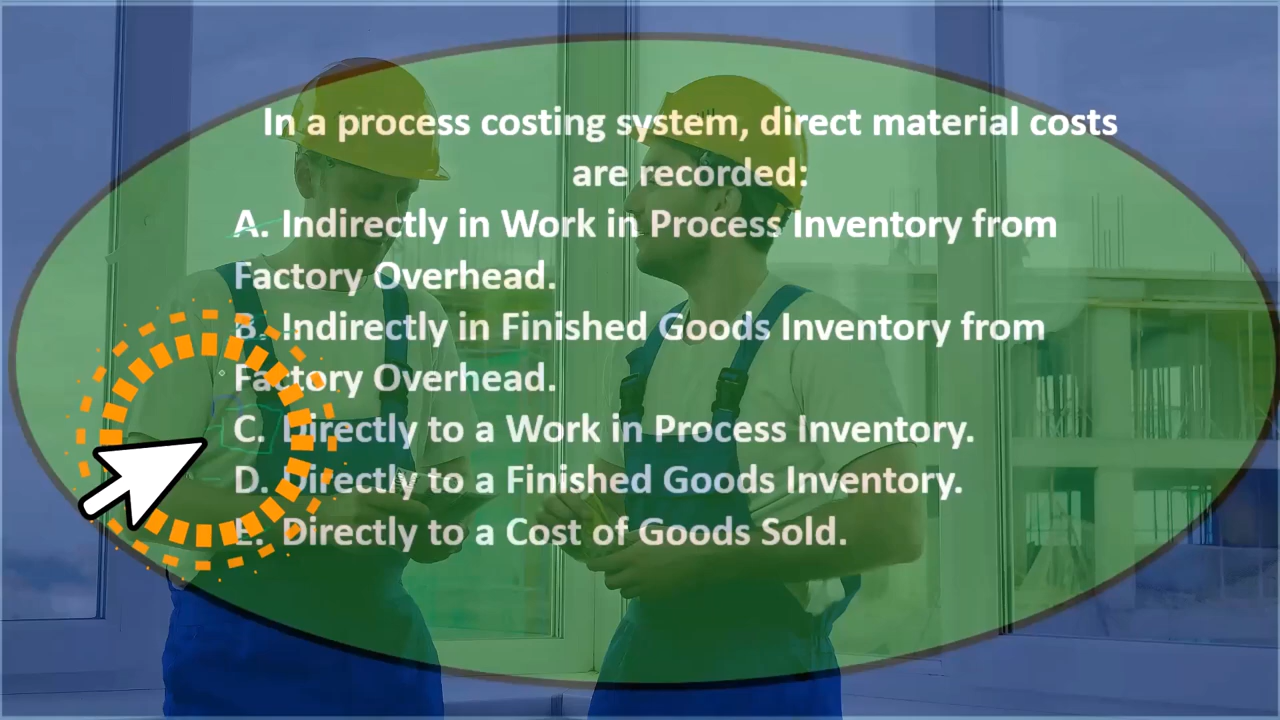 In a process costing system, direct material costs
are recorded:
A. Indirectly in Work in Process Inventory from
Factory Overhead.
B. Indirectly in Finished Goods Inventory from
Factory Overhead.
C. Directly to a Work in Process Inventory.
D. Directly to a Finished Goods Inventory.
E. Directly to a Cost of Goods Sold.